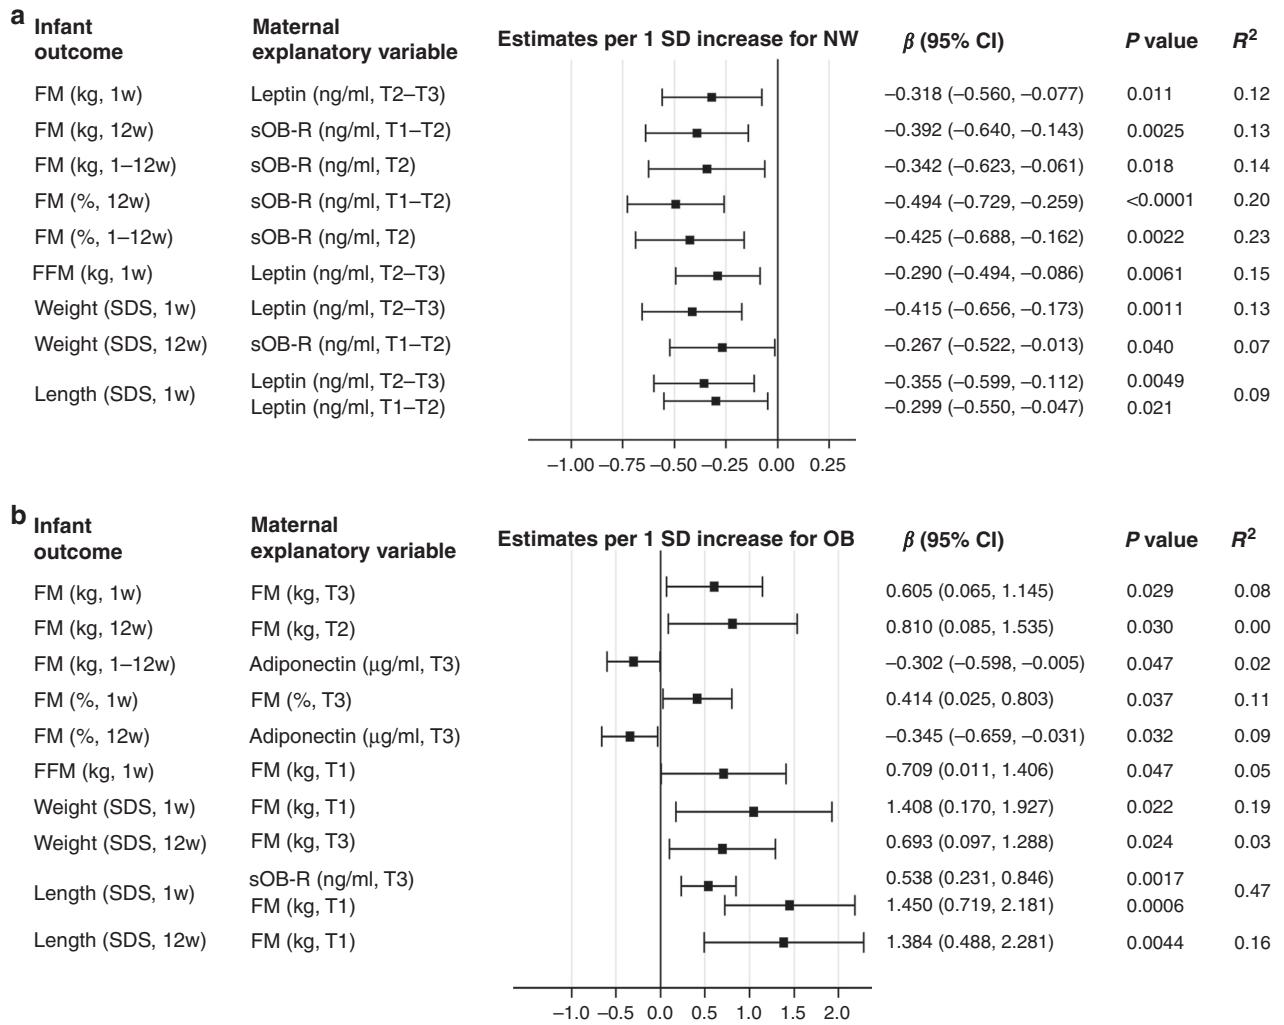 a
Infant outcome
Maternal explanatory variable
Estimates per 1 SD increase for NW
β (95% CI)
P value
R²
FM (kg, 1w) Leptin (ng/ml, T2–T3) –0.318 (–0.560, –0.077) 0.011 0.12
FM (kg, 12w) sOB-R (ng/ml, T1–T2) –0.392 (–0.640, –0.143) 0.0025 0.13
FM (kg, 1–12w) sOB-R (ng/ml, T2) –0.342 (–0.623, –0.061) 0.018 0.14
FM (%, 12w) sOB-R (ng/ml, T1–T2) –0.494 (–0.729, –0.259) <0.0001 0.20
FM (%, 1–12w) sOB-R (ng/ml, T2) –0.425 (–0.688, –0.162) 0.0022 0.23
FFM (kg, 1w) Leptin (ng/ml, T2–T3) –0.290 (–0.494, –0.086) 0.0061 0.15
Weight (SDS, 1w) Leptin (ng/ml, T2–T3) –0.415 (–0.656, –0.173) 0.0011 0.13
Weight (SDS, 12w) sOB-R (ng/ml, T1–T2) –0.267 (–0.522, –0.013) 0.040 0.07
Length (SDS, 1w) Leptin (ng/ml, T2–T3) –0.355 (–0.599, –0.112) 0.0049 0.09
Leptin (ng/ml, T1–T2) –0.299 (–0.550, –0.047) 0.021
–1.00 –0.75 –0.50 –0.25 0.00 0.25
b
Infant outcome
Maternal explanatory variable
Estimates per 1 SD increase for OB
β (95% CI)
P value
R²
FM (kg, 1w) FM (kg, T3) 0.605 (0.065, 1.145) 0.029 0.08
FM (kg, 12w) FM (kg, T2) 0.810 (0.085, 1.535) 0.030 0.00
FM (kg, 1–12w) Adiponectin (μg/ml, T3) –0.302 (–0.598, –0.005) 0.047 0.02
FM (%, 1w) FM (%, T3) 0.414 (0.025, 0.803) 0.037 0.11
FM (%, 12w) Adiponectin (μg/ml, T3) –0.345 (–0.659, –0.031) 0.032 0.09
FFM (kg, 1w) FM (kg, T1) 0.709 (0.011, 1.406) 0.047 0.05
Weight (SDS, 1w) FM (kg, T1) 1.408 (0.170, 1.927) 0.022 0.19
Weight (SDS, 12w) FM (kg, T3) 0.693 (0.097, 1.288) 0.024 0.03
Length (SDS, 1w) sOB-R (ng/ml, T3) 0.538 (0.231, 0.846) 0.0017 0.47
FM (kg, T1) 1.450 (0.719, 2.181) 0.0006
Length (SDS, 12w) FM (kg, T1) 1.384 (0.488, 2.281) 0.0044 0.16
–1.0 –0.5 0.0 0.5 1.0 1.5 2.0